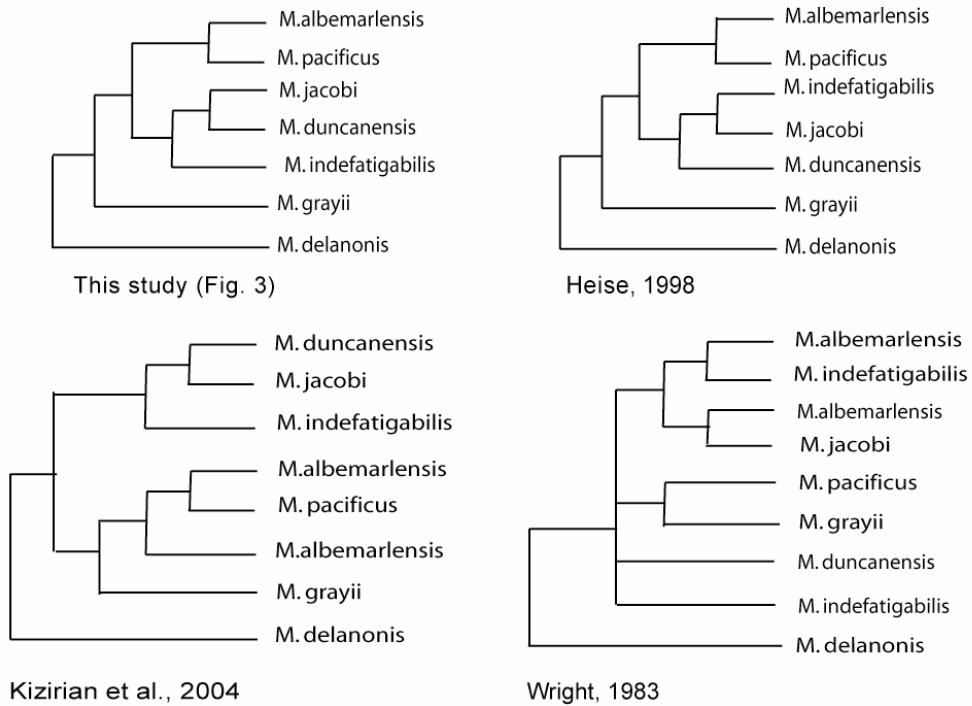 M.albemarlensis
M. pacificus
M. jacobi
M. duncanensis
M. indefatigabilis
M. grayii
M. delanonis
This study (Fig. 3)
M.albemarlensis
M. pacificus
M. indefatigabilis
M. jacobi
M. duncanensis
M. grayii
M. delanonis
Heise, 1998
M. duncanensis
M. jacobi
M. indefatigabilis
M.albemarlensis
M. pacificus
M.albemarlensis
M. grayii
M. delanonis
Kizirian et al., 2004
M.albemarlensis
M. indefatigabilis
M.albemarlensis
M. jacobi
M. pacificus
M. grayii
M. duncanensis
M. indefatigabilis
M. delanonis
Wright, 1983